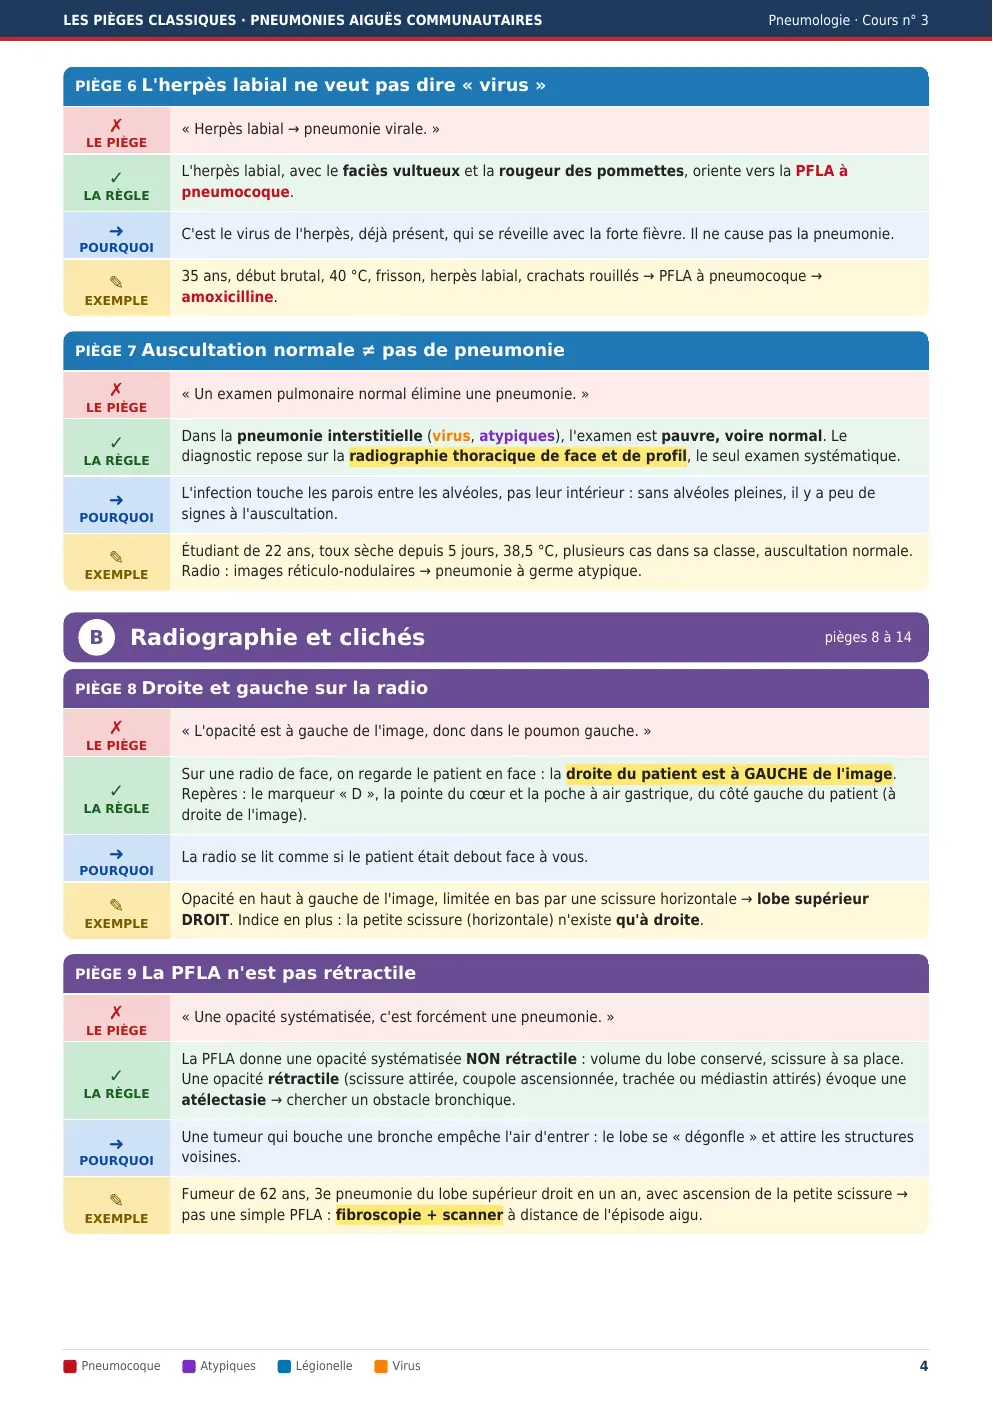 LES PIÈGES CLASSIQUES · PNEUMONIES AIGUËS COMMUNAUTAIRES
Pneumologie · Cours n° 3
PIÈGE 6 L'herpès labial ne veut pas dire « virus »
✗
LE PIÈGE
« Herpès labial → pneumonie virale. »
✓
LA RÈGLE
L'herpès labial, avec le faciès vultueux et la rougeur des pommettes, oriente vers la PFLA à
pneumocoque.
➜
POURQUOI
C'est le virus de l'herpès, déjà présent, qui se réveille avec la forte fièvre. Il ne cause pas la pneumonie.
✎
EXEMPLE
35 ans, début brutal, 40 °C, frisson, herpès labial, crachats rouillés → PFLA à pneumocoque →
amoxicilline.
PIÈGE 7 Auscultation normale ≠ pas de pneumonie
✗
LE PIÈGE
« Un examen pulmonaire normal élimine une pneumonie. »
✓
LA RÈGLE
Dans la pneumonie interstitielle (virus, atypiques), l'examen est pauvre, voire normal. Le
diagnostic repose sur la radiographie thoracique de face et de profil, le seul examen systématique.
➜
POURQUOI
L'infection touche les parois entre les alvéoles, pas leur intérieur : sans alvéoles pleines, il y a peu de
signes à l'auscultation.
✎
EXEMPLE
Étudiant de 22 ans, toux sèche depuis 5 jours, 38,5 °C, plusieurs cas dans sa classe, auscultation normale.
Radio : images réticulo-nodulaires → pneumonie à germe atypique.
B Radiographie et clichés
pièges 8 à 14
PIÈGE 8 Droite et gauche sur la radio
✗
LE PIÈGE
« L'opacité est à gauche de l'image, donc dans le poumon gauche. »
✓
LA RÈGLE
Sur une radio de face, on regarde le patient en face : la droite du patient est à GAUCHE de l'image.
Repères : le marqueur « D », la pointe du cœur et la poche à air gastrique, du côté gauche du patient (à
droite de l'image).
➜
POURQUOI
La radio se lit comme si le patient était debout face à vous.
✎
EXEMPLE
Opacité en haut à gauche de l'image, limitée en bas par une scissure horizontale → lobe supérieur
DROIT. Indice en plus : la petite scissure (horizontale) n'existe qu'à droite.
PIÈGE 9 La PFLA n'est pas rétractile
✗
LE PIÈGE
« Une opacité systématisée, c'est forcément une pneumonie. »
✓
LA RÈGLE
La PFLA donne une opacité systématisée NON rétractile : volume du lobe conservé, scissure à sa place.
Une opacité rétractile (scissure attirée, coupole ascensionnée, trachée ou médiastin attirés) évoque une
atélectasie → chercher un obstacle bronchique.
➜
POURQUOI
Une tumeur qui bouche une bronche empêche l'air d'entrer : le lobe se « dégonfle » et attire les structures
voisines.
✎
EXEMPLE
Fumeur de 62 ans, 3e pneumonie du lobe supérieur droit en un an, avec ascension de la petite scissure →
pas une simple PFLA : fibroscopie + scanner à distance de l'épisode aigu.
Pneumocoque Atypiques Légionelle Virus
4